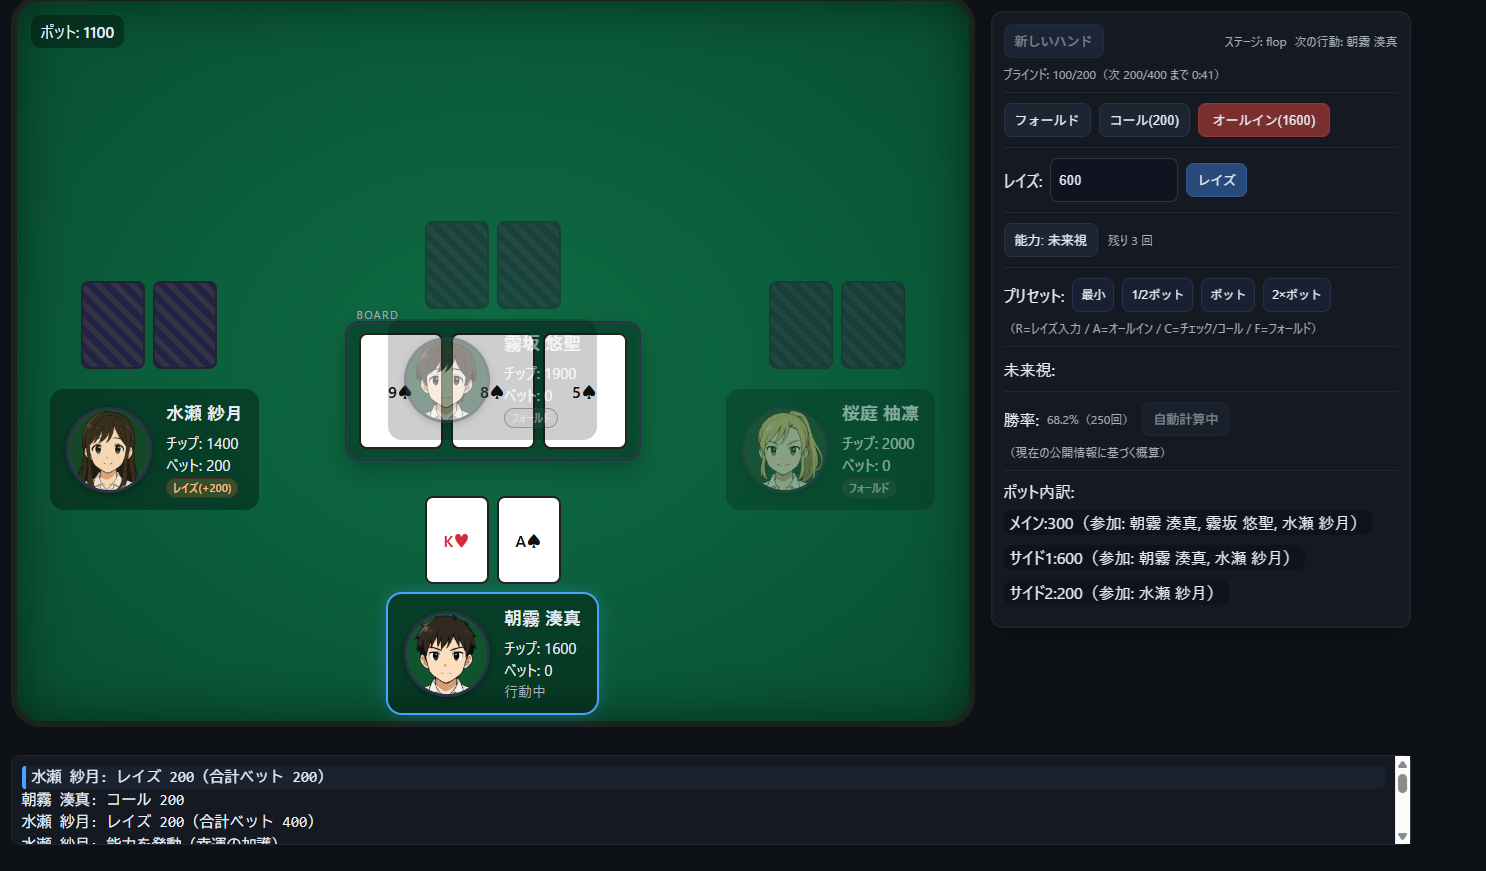 ポット: 1100
BOARD
9♠
8♠
5♠
霧坂 悠聖
チップ: 1900
ベット: 0
フォールド
水瀬 紗月
チップ: 1400
ベット: 200
レイズ(+200)
桜庭 柚凛
チップ: 2000
ベット: 0
フォールド
K♥
A♠
朝霧 湊真
チップ: 1600
ベット: 0
行動中
新しいハンド
ステージ: flop 次の行動: 朝霧 湊真
ブラインド: 100/200（次 200/400 まで 0:41）
フォールド
コール(200)
オールイン(1600)
レイズ:
600
レイズ
能力: 未来視
残り 3 回
プリセット:
最小
1/2ポット
ポット
2×ポット
（R=レイズ入力 / A=オールイン / C=チェック/コール / F=フォールド）
未来視:
勝率: 68.2%（250回）
自動計算中
（現在の公開情報に基づく概算）
ポット内訳:
メイン:300（参加: 朝霧 湊真, 霧坂 悠聖, 水瀬 紗月）
サイド1:600（参加: 朝霧 湊真, 水瀬 紗月）
サイド2:200（参加: 水瀬 紗月）
水瀬 紗月: レイズ 200（合計ベット 200）
朝霧 湊真: コール 200
水瀬 紗月: レイズ 200（合計ベット 400）
水瀬 紗月: 能力を発動（幸運の加護）